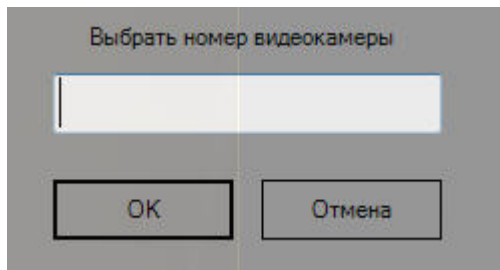 Выбрать номер видеокамеры
OK
Отмена